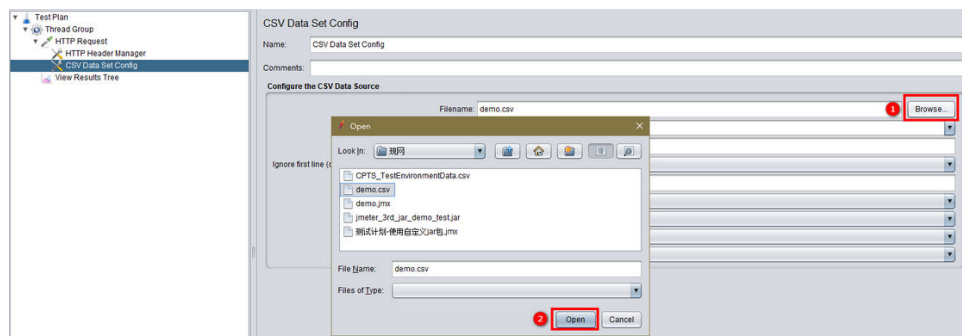 Test Plan
Thread Group
HTTP Request
HTTP Header Manager
CSV Data Set Config
View Results Tree
CSV Data Set Config
Name: CSV Data Set Config
Comments:
Configure the CSV Data Source
Filename: demo.csv
1
Browse...
Ignore first line (
Open
Look In: 现网
CPTS_TestEnvironmentData.csv
demo.csv
demo.jmx
jmeter_3rd_jar_demo_test.jar
测试计划-使用自定义jar包.jmx
File Name: demo.csv
Files of Type:
2
Open
Cancel